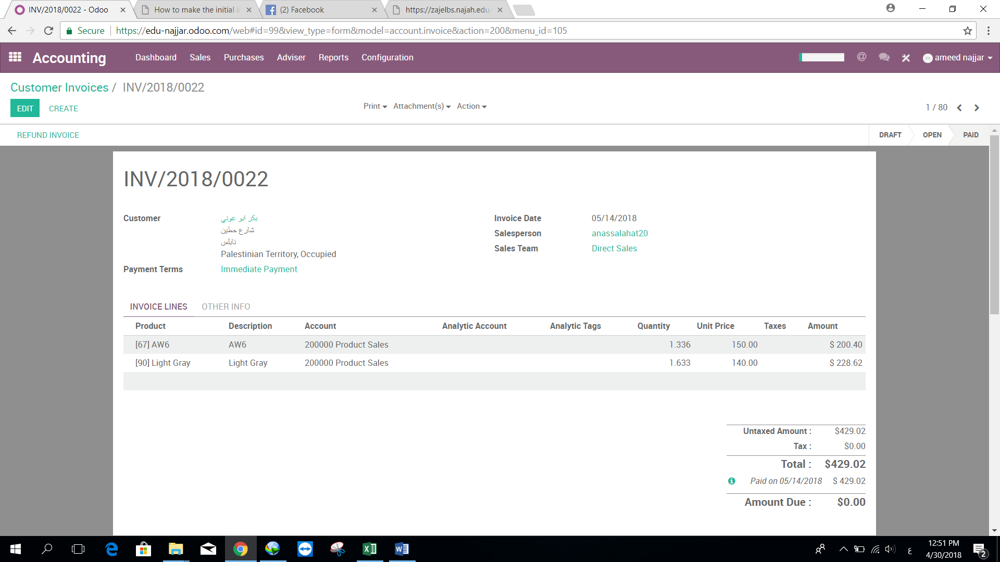 INV/2018/0022 - Odoo
How to make the initial i
(2) Facebook
https://zajelbs.najah.edu
Secure https://edu-najjar.odoo.com/web#id=99&view_type=form&model=account.invoice&action=200&menu_id=105
Accounting Dashboard Sales Purchases Adviser Reports Configuration @ ameed najjar
Customer Invoices / INV/2018/0022
EDIT CREATE Print Attachment(s) Action 1 / 80
REFUND INVOICE DRAFT OPEN PAID
INV/2018/0022
Customer بكر ابو عوني
شارع حطين
نابلس
Palestinian Territory, Occupied
Payment Terms Immediate Payment
Invoice Date 05/14/2018
Salesperson anassalahat20
Sales Team Direct Sales
INVOICE LINES OTHER INFO
Product Description Account Analytic Account Analytic Tags Quantity Unit Price Taxes Amount
[67] AW6 AW6 200000 Product Sales 1.336 150.00 $ 200.40
[90] Light Gray Light Gray 200000 Product Sales 1.633 140.00 $ 228.62
Untaxed Amount : $429.02
Tax : $0.00
Total : $429.02
Paid on 05/14/2018 $ 429.02
Amount Due : $0.00
ع 12:51 PM
4/30/2018 2